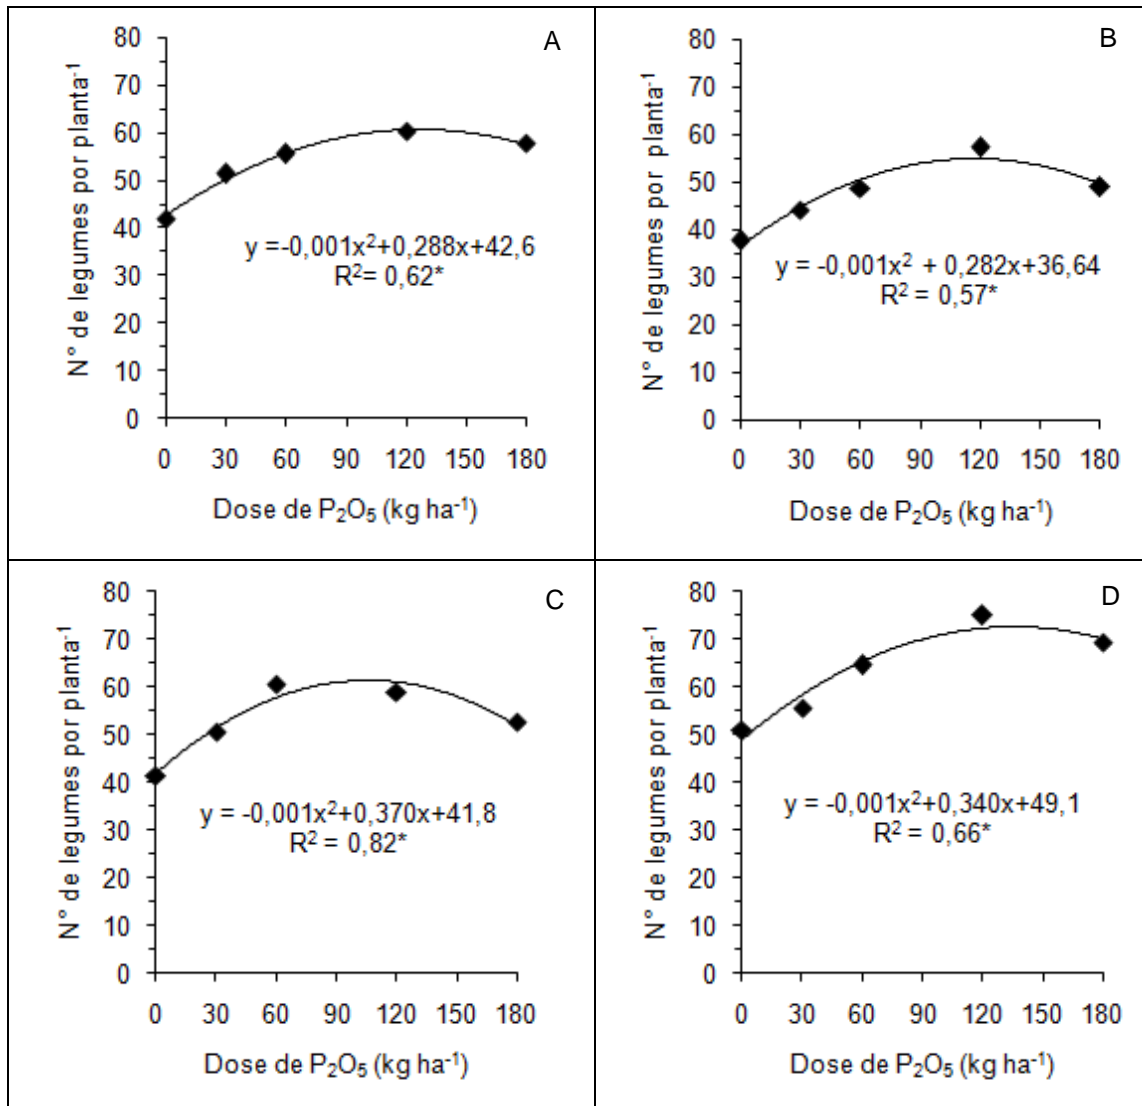 A
N° de legumes por planta⁻¹
80
70
60
50
40
30
20
10
0
y =-0,001x²+0,288x+42,6
R²= 0,62*
0 30 60 90 120 150 180
Dose de P₂O₅ (kg ha⁻¹)
B
N° de legumes por planta⁻¹
80
70
60
50
40
30
20
10
0
y = -0,001x² + 0,282x+36,64
R² = 0,57*
0 30 60 90 120 150 180
Dose de P₂O₅ (kg ha⁻¹)
C
N° de legumes por planta⁻¹
80
70
60
50
40
30
20
10
0
y = -0,001x²+0,370x+41,8
R² = 0,82*
0 30 60 90 120 150 180
Dose de P₂O₅ (kg ha⁻¹)
D
N° de legumes por planta⁻¹
80
70
60
50
40
30
20
10
0
y = -0,001x²+0,340x+49,1
R² = 0,66*
0 30 60 90 120 150 180
Dose de P₂O₅ (kg ha⁻¹)